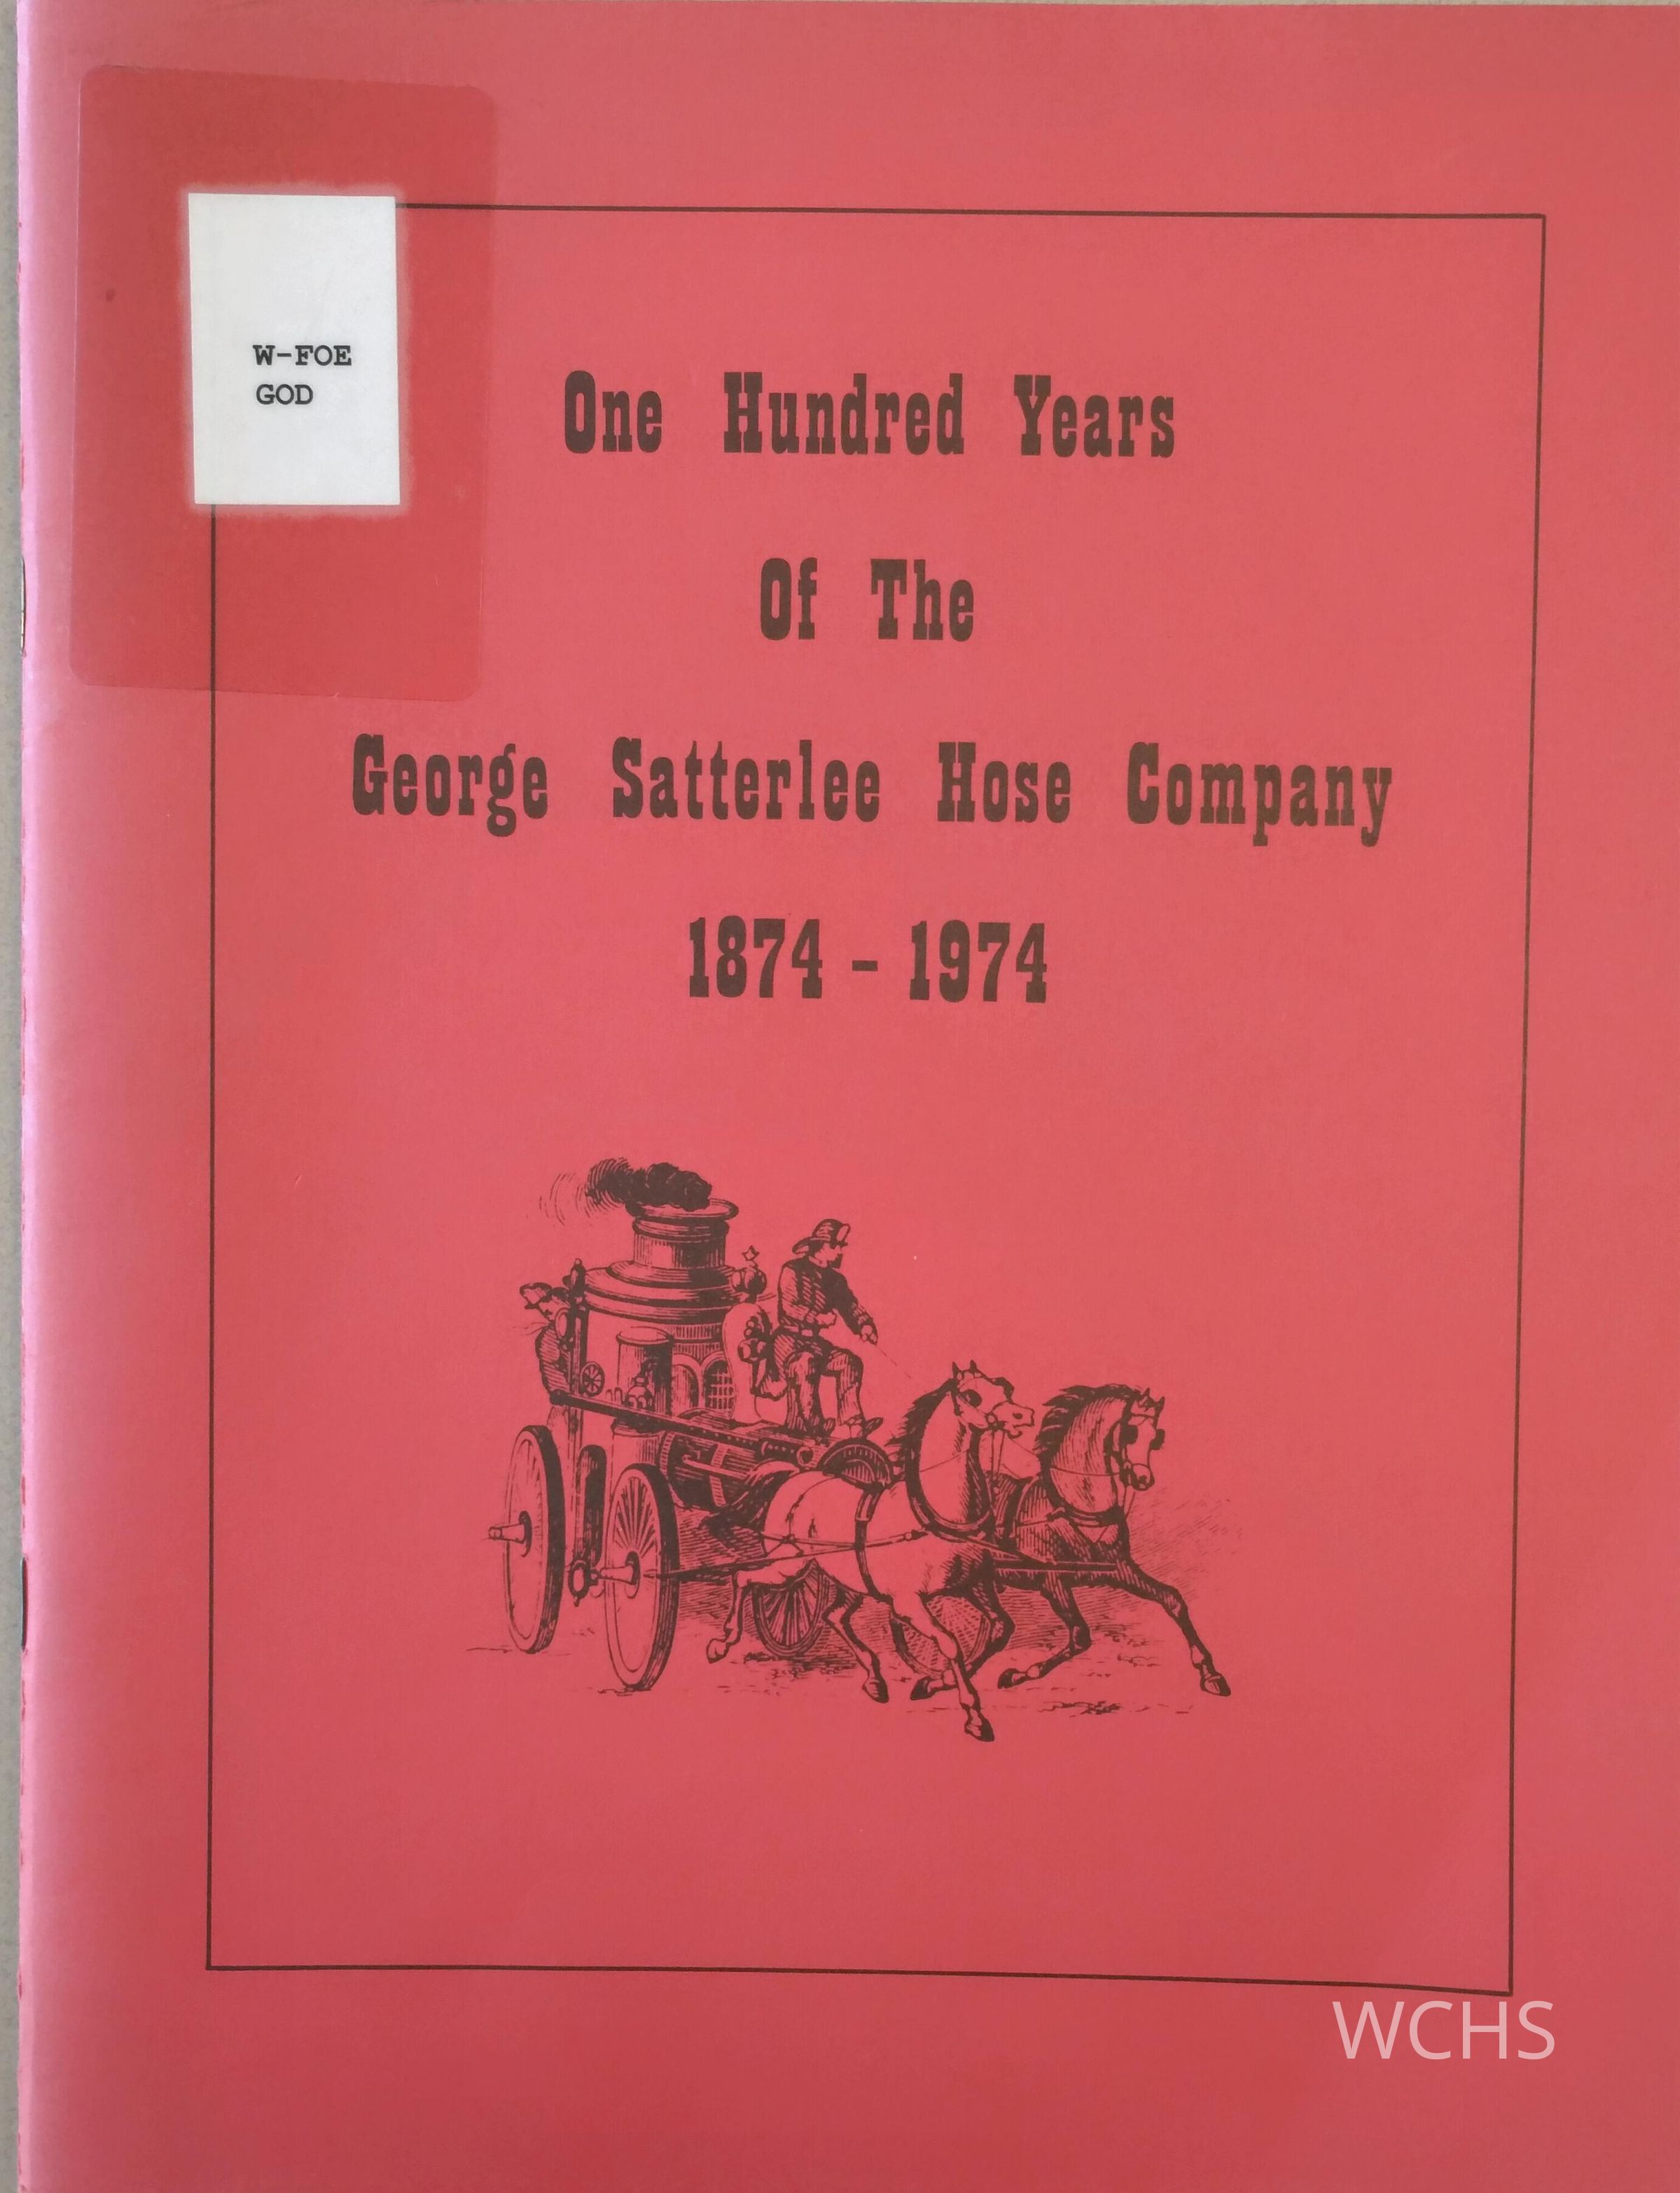 W-FOE
GOD
One Hundred Years
Of The
George Satterlee Hose Company
1874 - 1974
WCHS